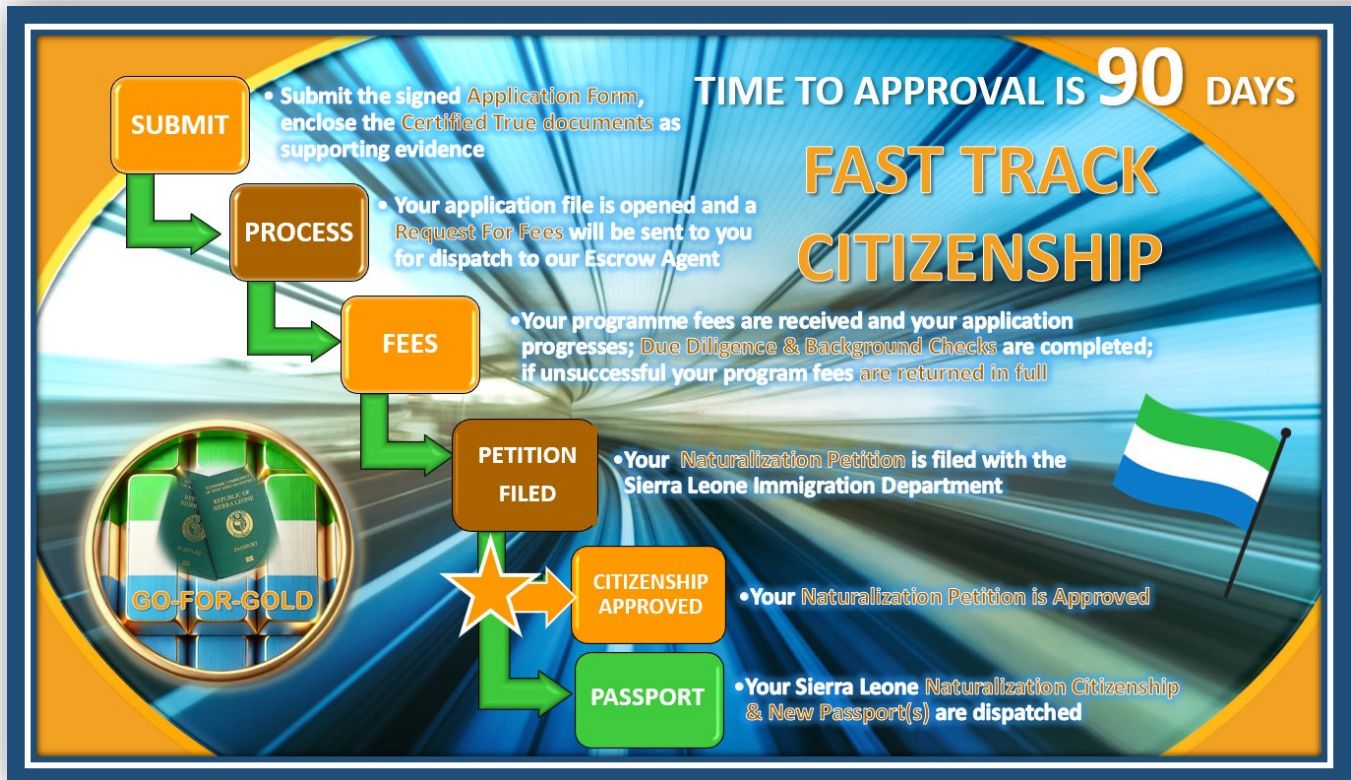 TIME TO APPROVAL IS 90 DAYS
FAST TRACK
CITIZENSHIP
SUBMIT
• Submit the signed Application Form,
enclose the Certified True documents as
supporting evidence
PROCESS
• Your application file is opened and a
Request For Fees will be sent to you
for dispatch to our Escrow Agent
FEES
•Your programme fees are received and your application
progresses; Due Diligence & Background Checks are completed;
if unsuccessful your program fees are returned in full
PETITION
FILED
•Your Naturalization Petition is filed with the
Sierra Leone Immigration Department
CITIZENSHIP
APPROVED
•Your Naturalization Petition is Approved
PASSPORT
•Your Sierra Leone Naturalization Citizenship
& New Passport(s) are dispatched
REPUBLIC OF
SIERRA LEONE
PASSPORT
GO-FOR-GOLD